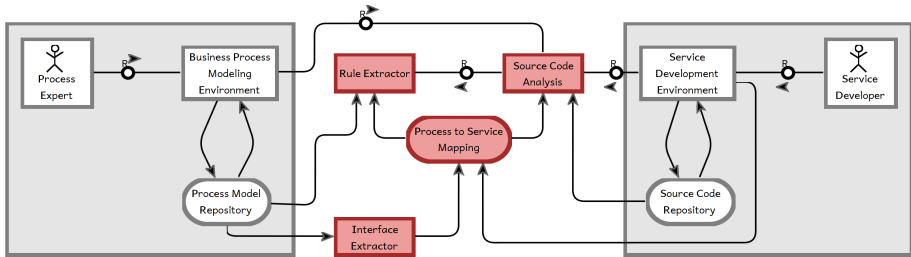 R
Process
Expert
R
Business Process
Modeling
Environment
Rule Extractor
R
Source Code
Analysis
R
Service
Development
Environment
R
Service
Developer
Process to Service
Mapping
Process Model
Repository
Source Code
Repository
Interface
Extractor